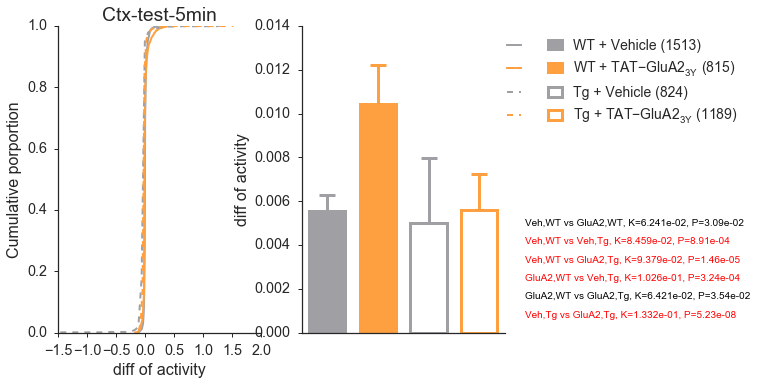 Ctx-test-5min
Cumulative porportion
1.0
0.8
0.6
0.4
0.2
0.0
−1.5 −1.0 −0.5 0.0 0.5 1.0 1.5 2.0
diff of activity
diff of activity
0.014
0.012
0.010
0.008
0.006
0.004
0.002
0.000
WT + Vehicle (1513)
WT + TAT−GluA2₃Y (815)
Tg + Vehicle (824)
Tg + TAT−GluA2₃Y (1189)
Veh,WT vs GluA2,WT, K=6.241e-02, P=3.09e-02
Veh,WT vs Veh,Tg, K=8.459e-02, P=8.91e-04
Veh,WT vs GluA2,Tg, K=9.379e-02, P=1.46e-05
GluA2,WT vs Veh,Tg, K=1.026e-01, P=3.24e-04
GluA2,WT vs GluA2,Tg, K=6.421e-02, P=3.54e-02
Veh,Tg vs GluA2,Tg, K=1.332e-01, P=5.23e-08